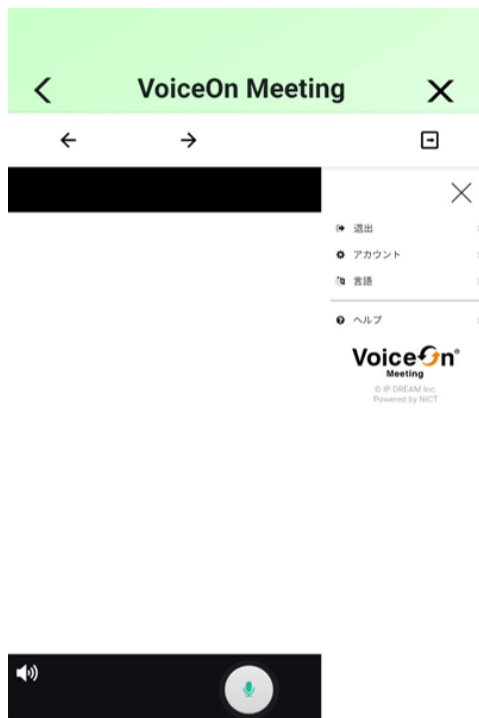 VoiceOn Meeting
退出
アカウント
言語
ヘルプ
VoiceOn®
Meeting
© IP DREAM Inc.
Powered by NICT